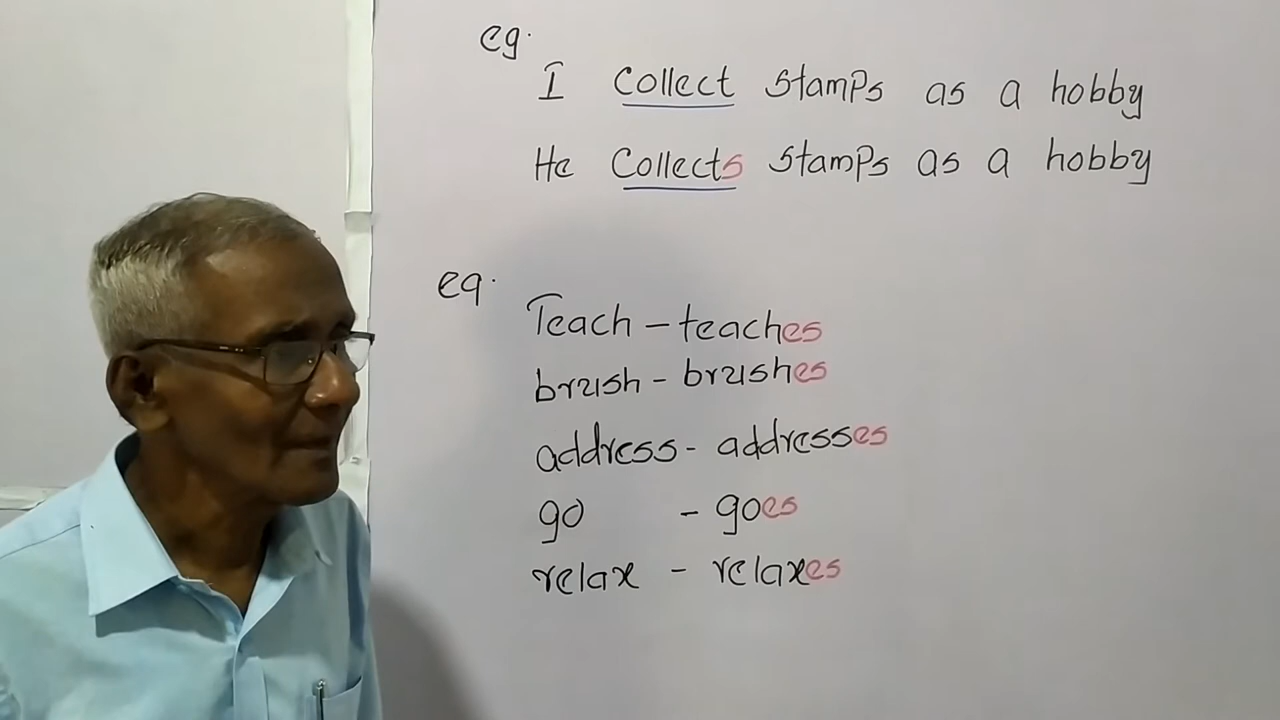 eg.
I Collect Stamps as a hobby
He Collects Stamps as a hobby
eg.
Teach - teaches
brush - brushes
address - addresses
go - goes
relax - relaxes